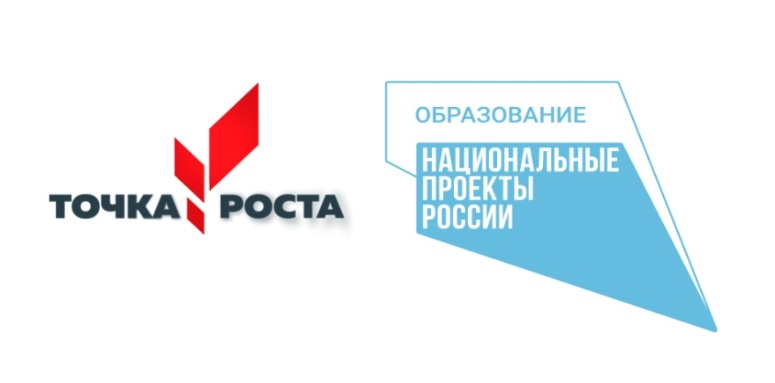 ТОЧКА РОСТА
ОБРАЗОВАНИЕ
НАЦИОНАЛЬНЫЕ
ПРОЕКТЫ
РОССИИ